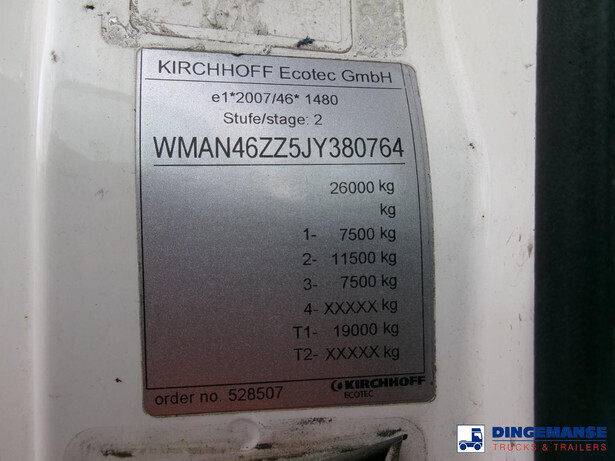 KIRCHHOFF Ecotec GmbH
e1*2007/46* 1480
Stufe/stage: 2
WMAN46ZZ5JY380764
26000 kg
kg
1- 7500 kg
2- 11500 kg
3- 7500 kg
4- XXXXX kg
T1- 19000 kg
T2- XXXXX kg
order no. 528507
KIRCHHOFF
ECOTEC
DINGEMANSE
TRUCKS & TRAILERS